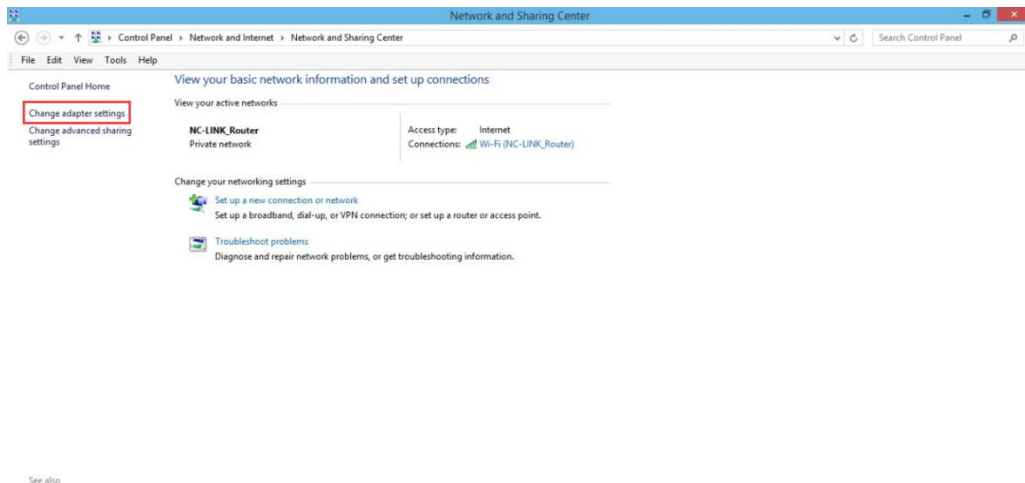 Network and Sharing Center
Control Panel Network and Internet Network and Sharing Center
Search Control Panel
File Edit View Tools Help
Control Panel Home
Change adapter settings
Change advanced sharing
settings
View your basic network information and set up connections
View your active networks
NC-LINK_Router
Private network
Access type: Internet
Connections: Wi-Fi (NC-LINK_Router)
Change your networking settings
Set up a new connection or network
Set up a broadband, dial-up, or VPN connection; or set up a router or access point.
Troubleshoot problems
Diagnose and repair network problems, or get troubleshooting information.
See also